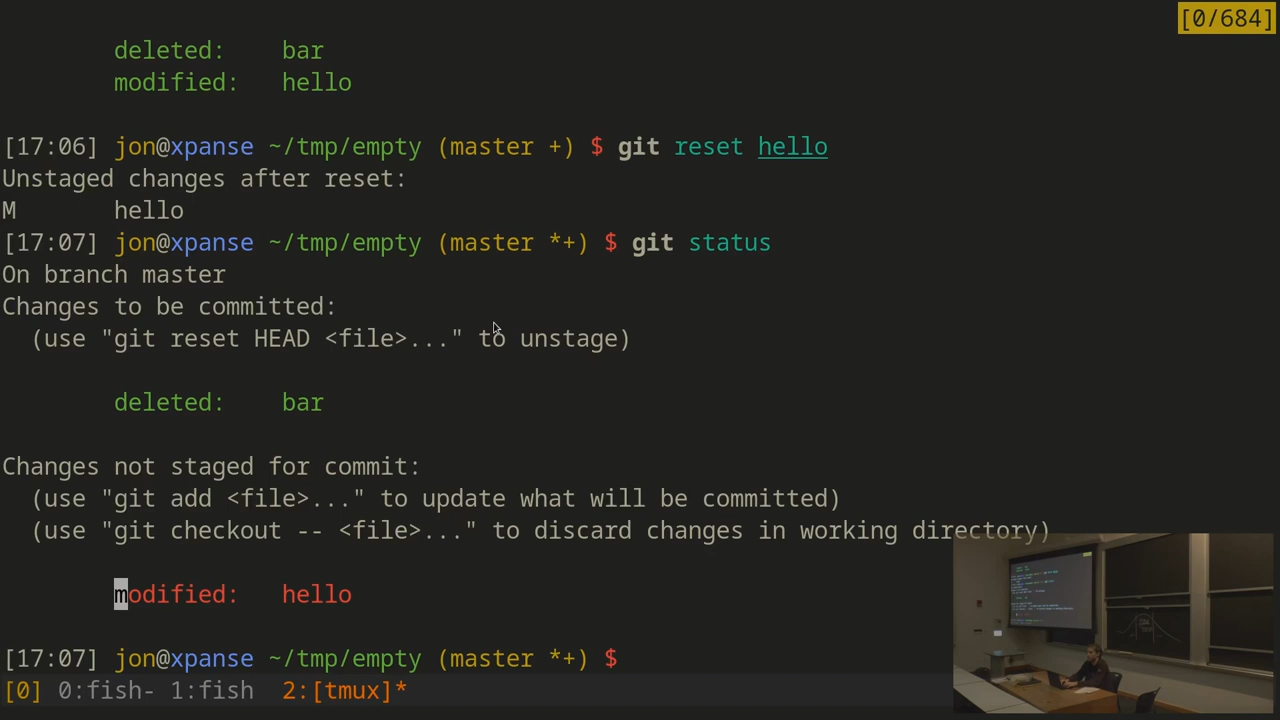 [0/684]
deleted:    bar
modified:   hello
[17:06] jon@xpanse ~/tmp/empty (master +) $ git reset hello
Unstaged changes after reset:
M       hello
[17:07] jon@xpanse ~/tmp/empty (master *+) $ git status
On branch master
Changes to be committed:
  (use "git reset HEAD <file>..." to unstage)
deleted:    bar
Changes not staged for commit:
  (use "git add <file>..." to update what will be committed)
  (use "git checkout -- <file>..." to discard changes in working directory)
modified:   hello
[17:07] jon@xpanse ~/tmp/empty (master *+) $
[0] 0:fish- 1:fish  2:[tmux]*